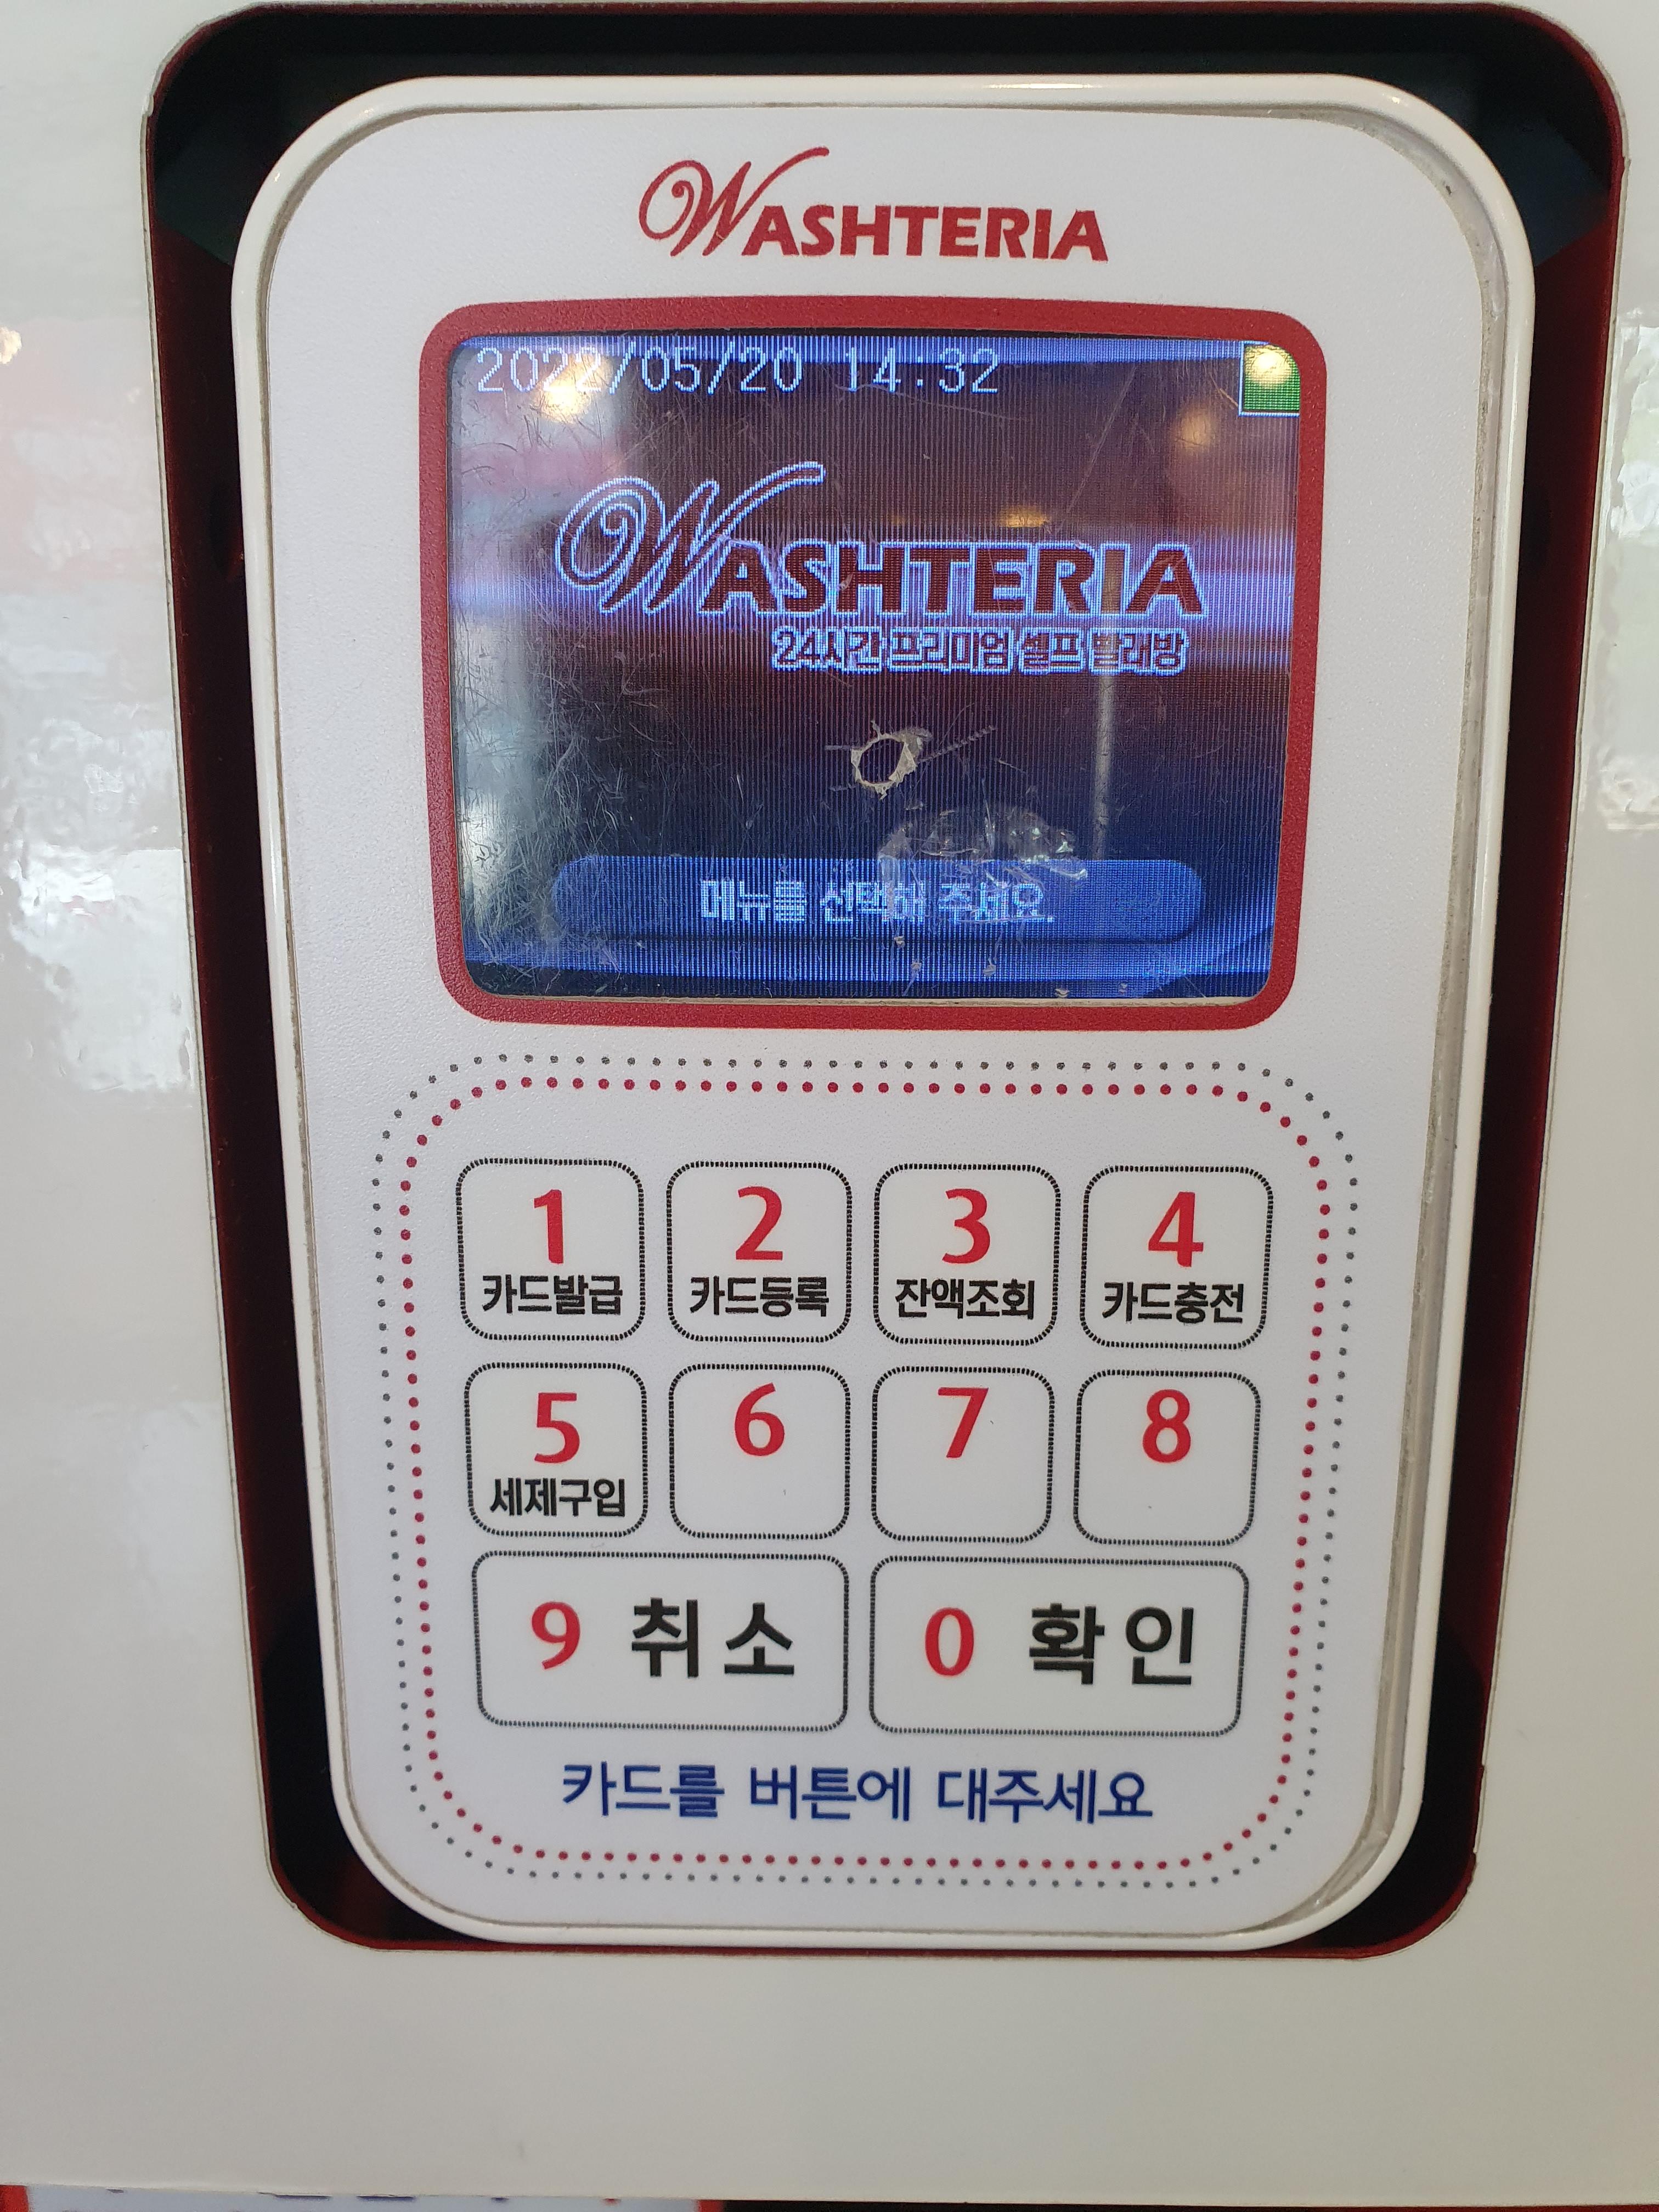 WASHTERIA
2022/05/20 14:32
WASHTERIA
24시간 프리미엄 셀프 빨래방
메뉴를 선택해 주세요.
1 2 3 4
카드발급 카드등록 잔액조회 카드충전
5 6 7 8
세제구입
9 취소 0 확인
카드를 버튼에 대주세요